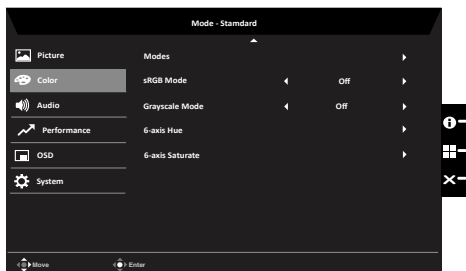 Mode - Stamdard
Picture
Modes
Color
sRGB Mode
Off
Audio
Grayscale Mode
Off
Performance
6-axis Hue
OSD
6-axis Saturate
System
Move
Enter